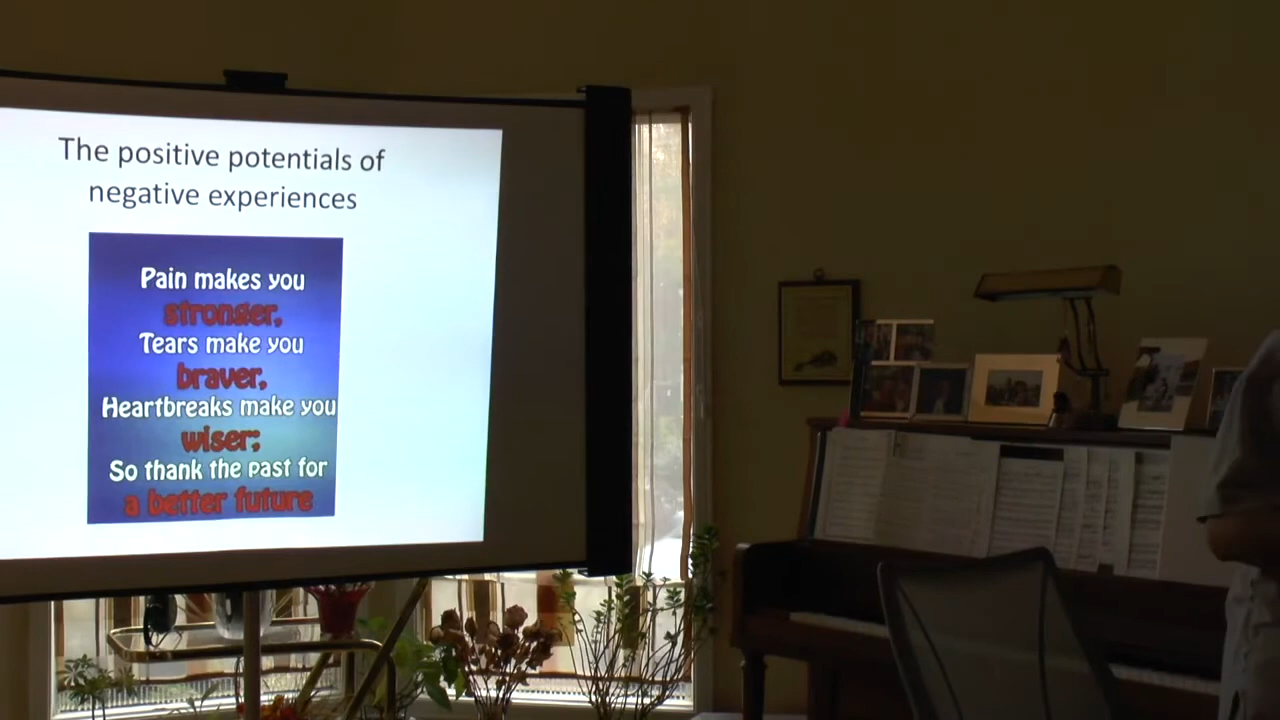 The positive potentials of
negative experiences
Pain makes you
stronger,
Tears make you
braver,
Heartbreaks make you
wiser;
So thank the past for
a better future